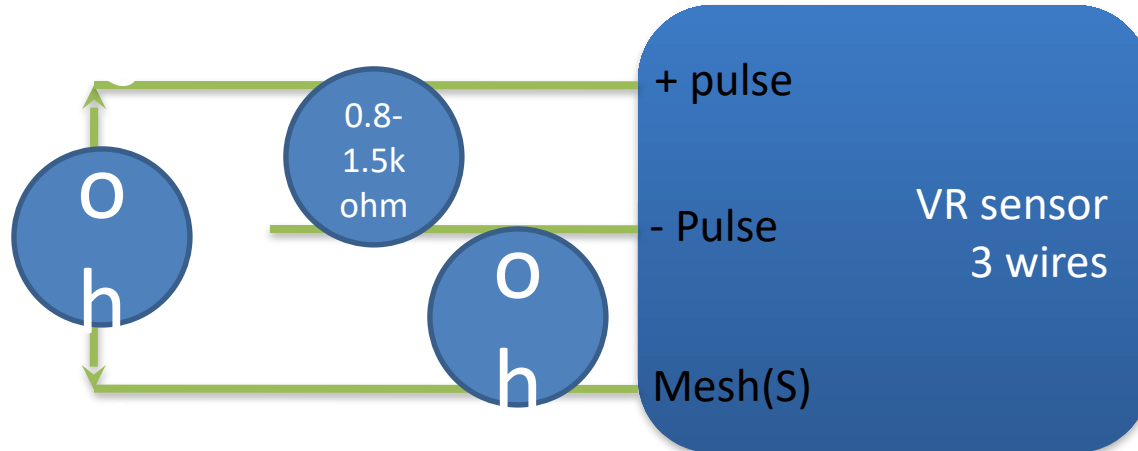 + pulse
0.8-
1.5k
ohm
o
h
- Pulse
VR sensor
3 wires
o
h
Mesh(S)